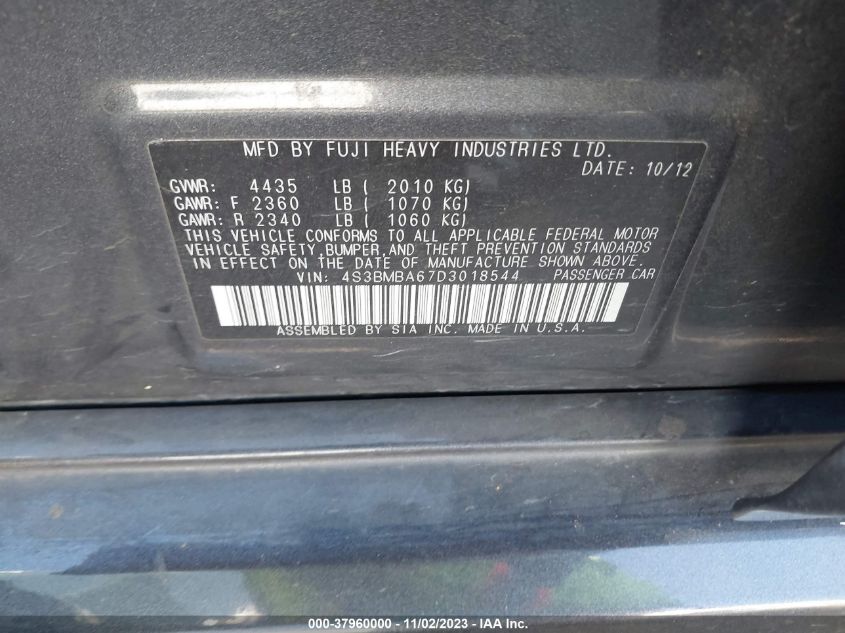 MFD BY FUJI HEAVY INDUSTRIES LTD.
DATE: 10/12
GVWR: 4435 LB ( 2010 KG)
GAWR: F 2360 LB ( 1070 KG)
GAWR: R 2340 LB ( 1060 KG)
THIS VEHICLE CONFORMS TO ALL APPLICABLE FEDERAL MOTOR
VEHICLE SAFETY, BUMPER, AND THEFT PREVENTION STANDARDS
IN EFFECT ON THE DATE OF MANUFACTURE SHOWN ABOVE.
VIN: 4S3BMBA67D3018544 PASSENGER CAR
ASSEMBLED BY SIA INC. MADE IN U.S.A.
000-37960000 - 11/02/2023 - IAA Inc.